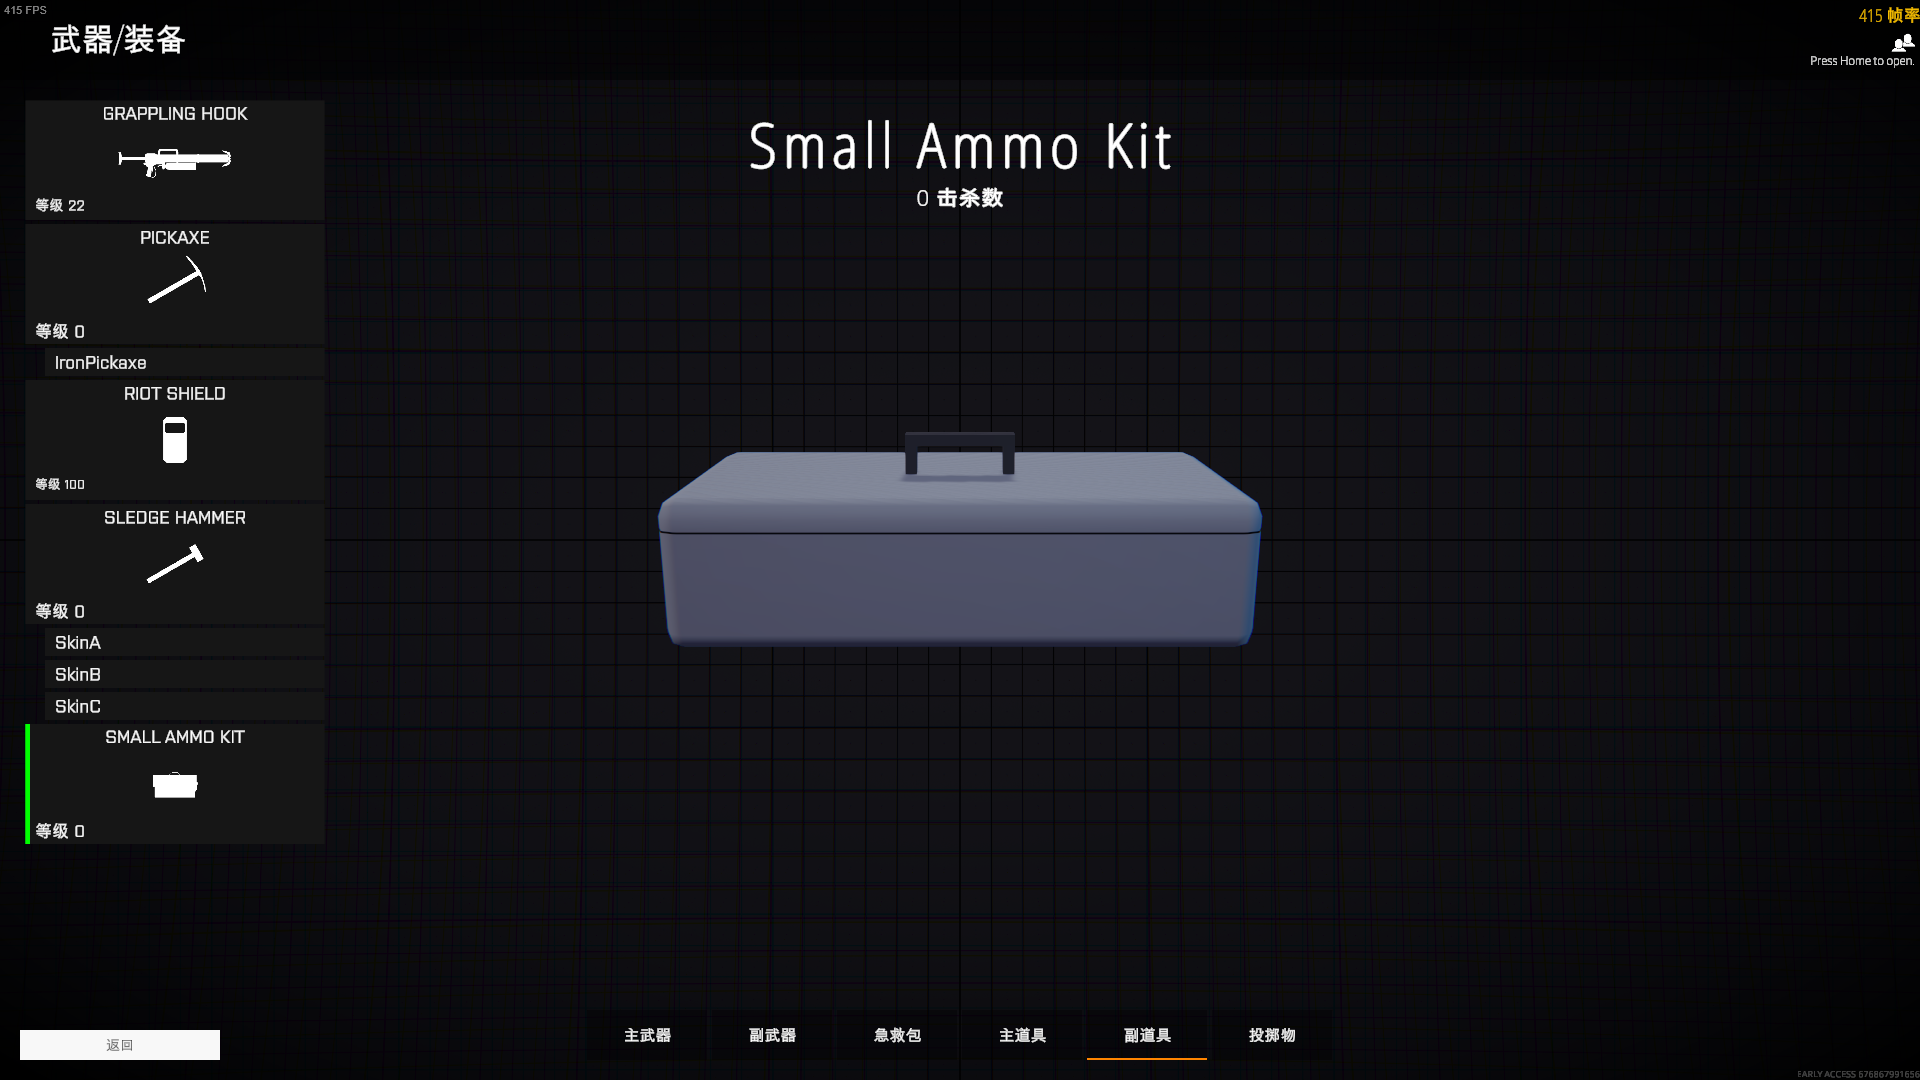 415 FPS
415 帧率
武器/装备
Press Home to open.
GRAPPLING HOOK
等级 22
PICKAXE
等级 0
IronPickaxe
RIOT SHIELD
等级 100
SLEDGE HAMMER
等级 0
SkinA
SkinB
SkinC
SMALL AMMO KIT
等级 0
Small Ammo Kit
0 击杀数
返回
主武器
副武器
急救包
主道具
副道具
投掷物
EARLY ACCESS 676867991656